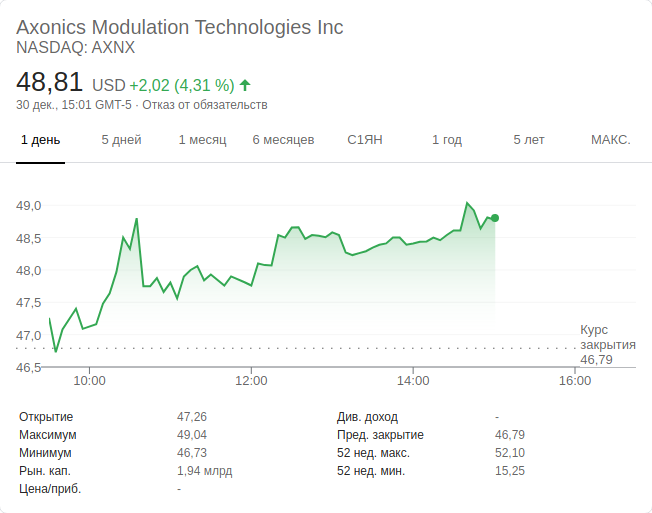 Axonics Modulation Technologies Inc
NASDAQ: AXNX
48,81 USD +2,02 (4,31 %)
30 дек., 15:01 GMT-5 · Отказ от обязательств
1 день 5 дней 1 месяц 6 месяцев С1ЯН 1 год 5 лет МАКС.
49,0
48,5
48,0
47,5
47,0
46,5
Курс
закрытия
46,79
10:00 12:00 14:00 16:00
Открытие 47,26 Див. доход -
Максимум 49,04 Пред. закрытие 46,79
Минимум 46,73 52 нед. макс. 52,10
Рын. кап. 1,94 млрд 52 нед. мин. 15,25
Цена/приб. -